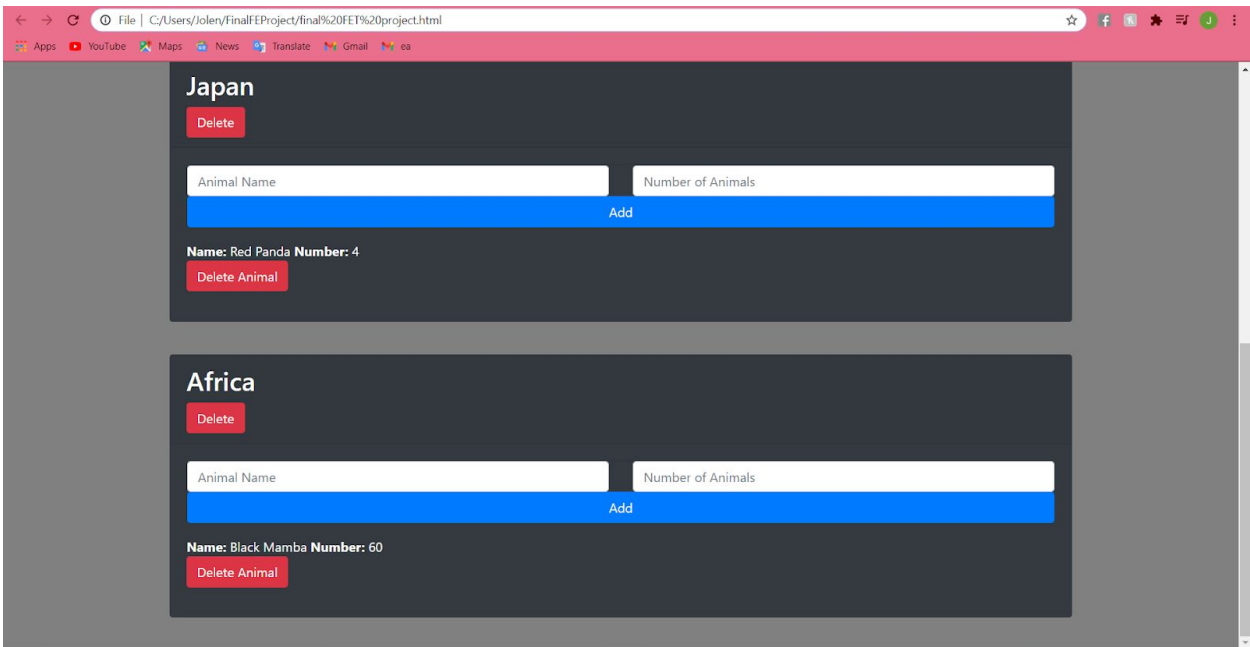 File | C:/Users/Jolen/FinalFEProject/final%20FET%20project.html
Apps YouTube Maps News Translate Gmail ea
Japan
Delete
Animal Name Number of Animals
Add
Name: Red Panda Number: 4
Delete Animal
Africa
Delete
Animal Name Number of Animals
Add
Name: Black Mamba Number: 60
Delete Animal